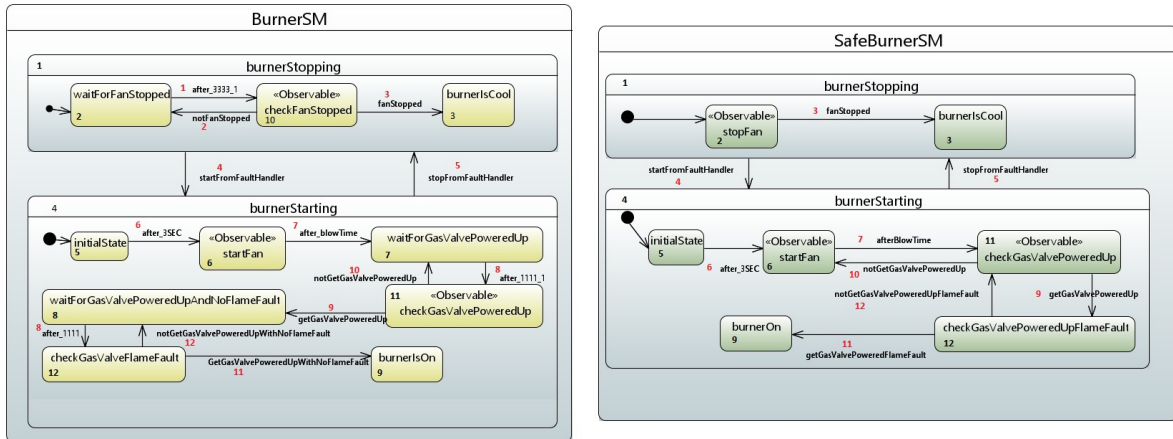 BurnerSM
1
burnerStopping
waitForFanStopped
2
1
after_3333_1
notFanStopped
2
«Observable»
checkFanStopped
10
3
fanStopped
burnerIsCool
3
4
startFromFaultHandler
5
stopFromFaultHandler
4
burnerStarting
initialState
5
6
after_3SEC
«Observable»
startFan
6
7
after_blowTime
waitForGasValvePoweredUp
7
10
notGetGasValvePoweredUp
8
after_1111_1
waitForGasValvePoweredUpAndNoFlameFault
8
9
getGasValvePoweredUp
11
«Observable»
checkGasValvePoweredUp
8
after_1111
notGetGasValvePoweredUpWithNoFlameFault
12
checkGasValveFlameFault
12
GetGasValvePoweredUpWithNoFlameFault
11
burnerIsOn
9
SafeBurnerSM
1
burnerStopping
«Observable»
stopFan
2
3 fanStopped
burnerIsCool
3
startFromFaultHandler
4
stopFromFaultHandler
5
4
burnerStarting
initialState
5
6
after_3SEC
«Observable»
startFan
6
7
afterBlowTime
10
notGetGasValvePoweredUp
11
«Observable»
checkGasValvePoweredUp
notGetGasValvePoweredUpFlameFault
12
9
getGasValvePoweredUp
burnerOn
9
11
getGasValvePoweredFlameFault
checkGasValvePoweredUpFlameFault
12